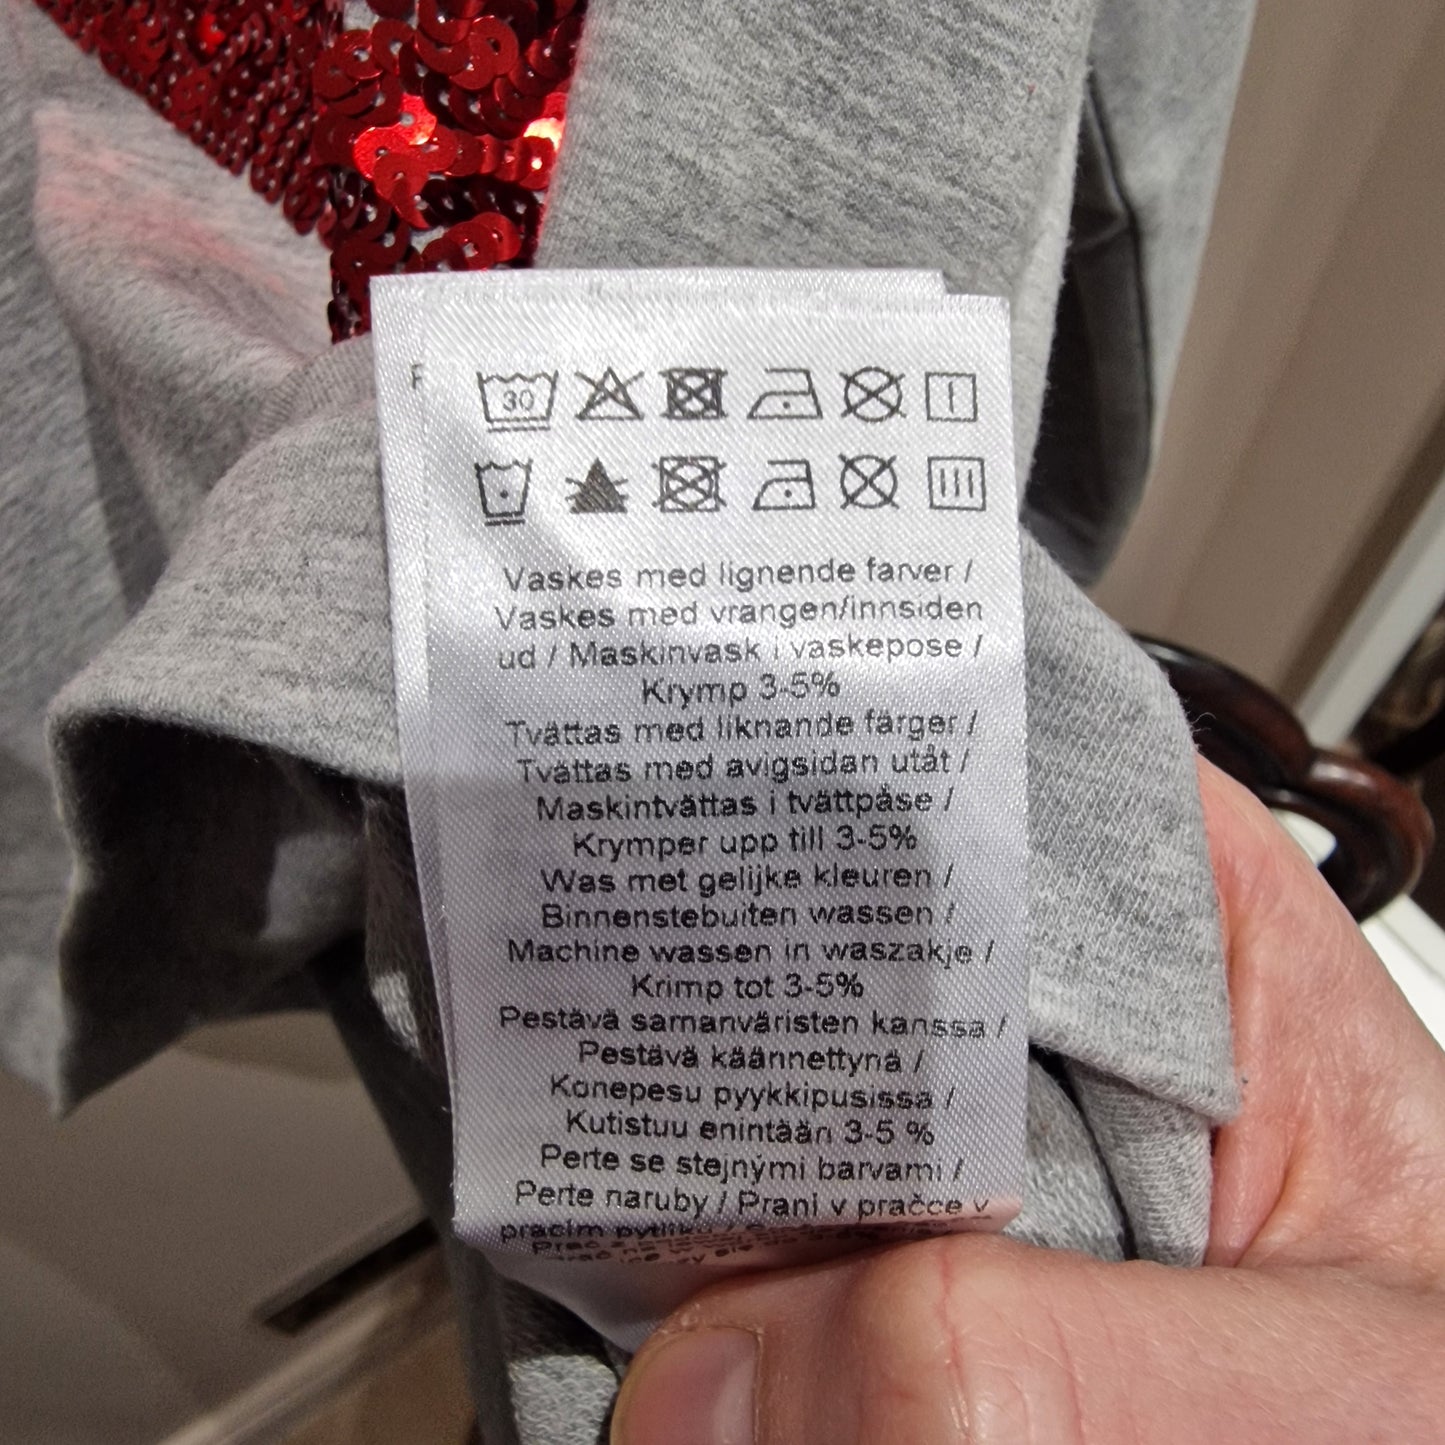 F
30
Vaskes med lignende farver /
Vaskes med vrangen/innsiden
ud / Maskinvask i vaskepose /
Krymp 3-5%
Tvättas med liknande färger /
Tvättas med avigsidan utåt /
Maskintvättas i tvättpåse /
Krymper upp till 3-5%
Was met gelijke kleuren /
Binnenstebuiten wassen /
Machine wassen in waszakje /
Krimp tot 3-5%
Pestävä samanväristen kanssa /
Pestävä käännettynä /
Konepesu pyykkipusissa /
Kutistuu enintään 3-5 %
Perte se stejnými barvami /
Perte naruby / Praní v pračce v
pracím pytlíku /